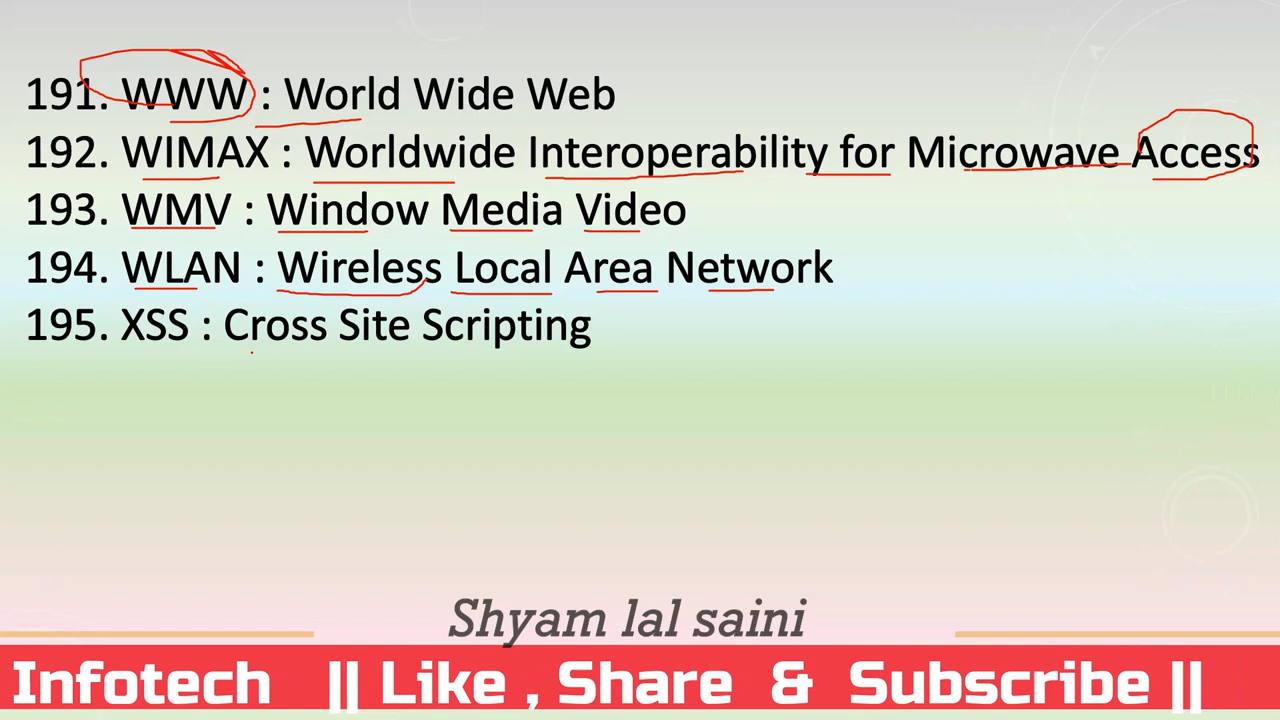 191. WWW : World Wide Web
192. WIMAX : Worldwide Interoperability for Microwave Access
193. WMV : Window Media Video
194. WLAN : Wireless Local Area Network
195. XSS : Cross Site Scripting
Shyam lal saini
Infotech || Like , Share & Subscribe ||